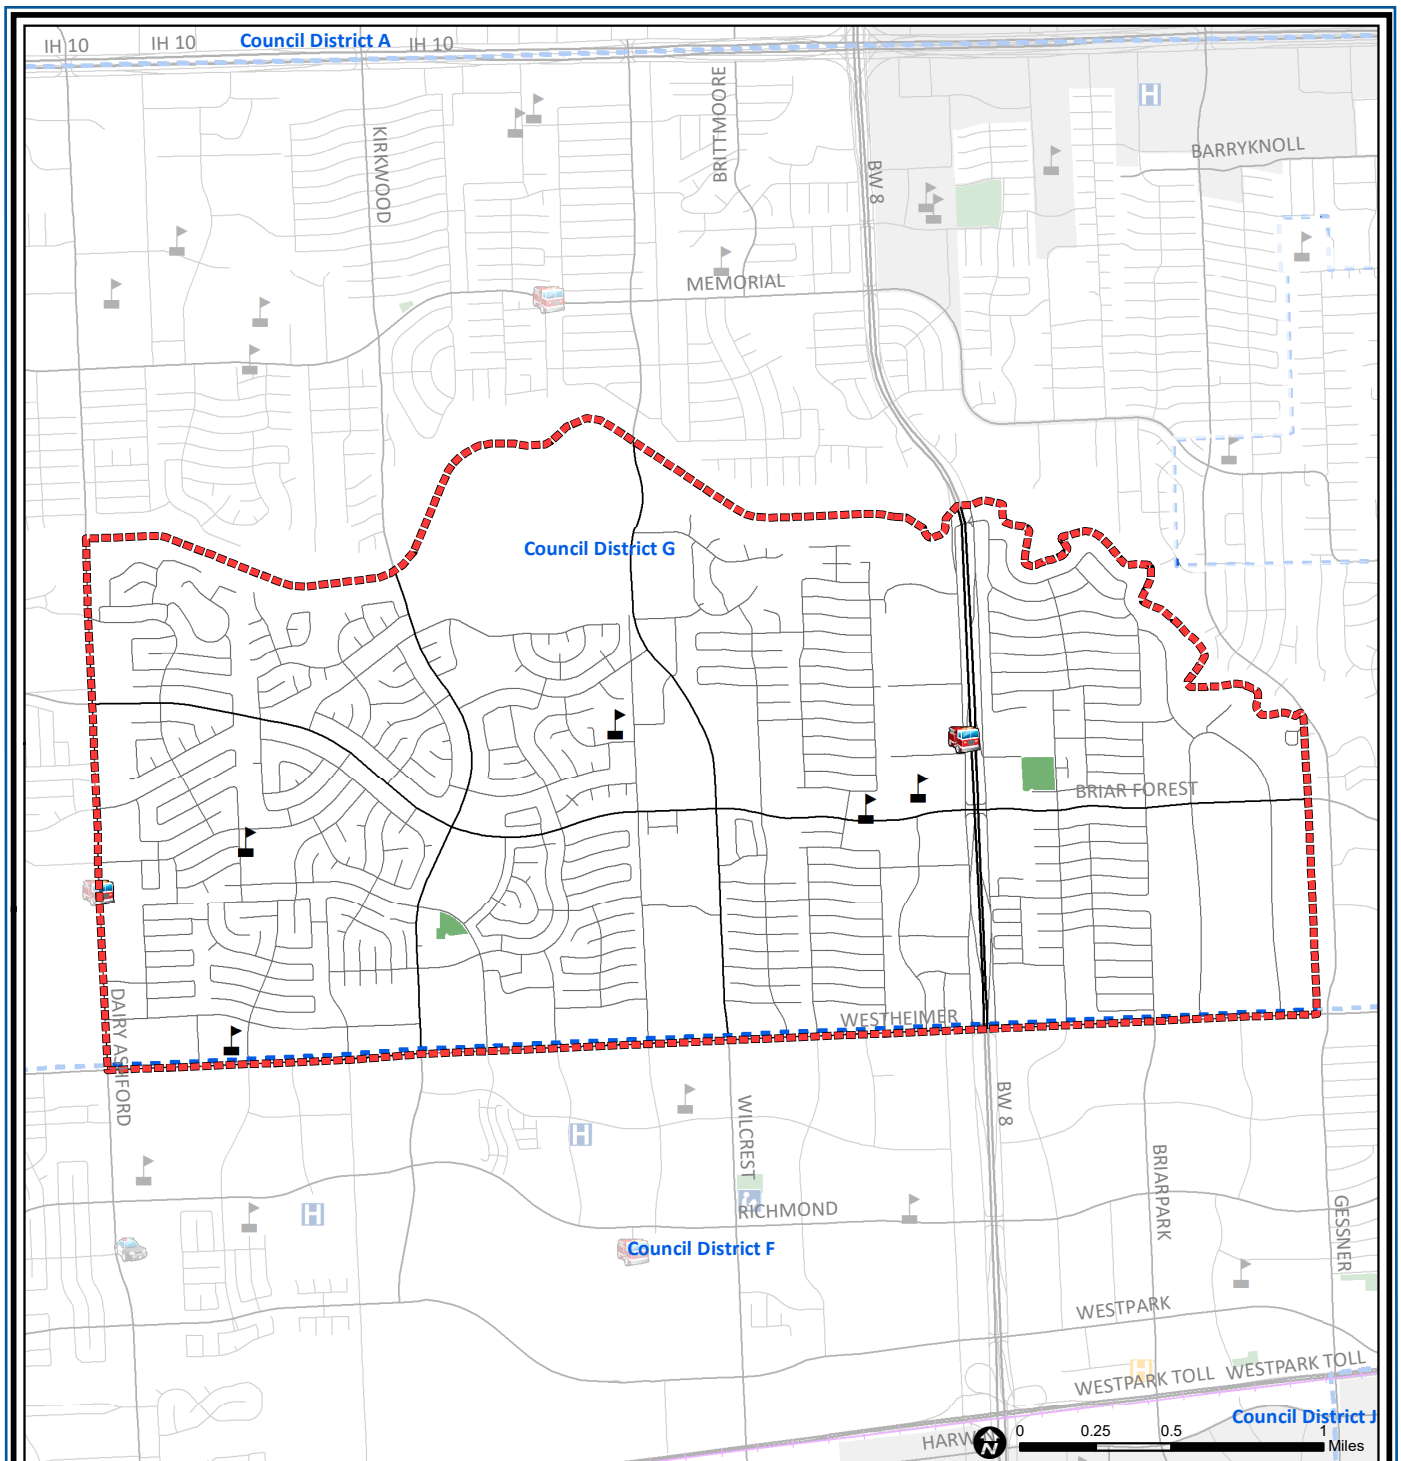 IH 10
IH 10
Council District A
IH 10
BRITTMOORE
KIRKWOOD
BW 8
BARRYKNOLL
H
MEMORIAL
Council District G
BRIAR FOREST
WESTHEIMER
DAIRY ASHFORD
BW 8
WILCREST
H
BRIARPARK
H
RICHMOND
GESSNER
Council District F
WESTPARK
H
WESTPARK TOLL
WESTPARK TOLL
Council District J
HARWIN
N
0 0.25 0.5 1
Miles